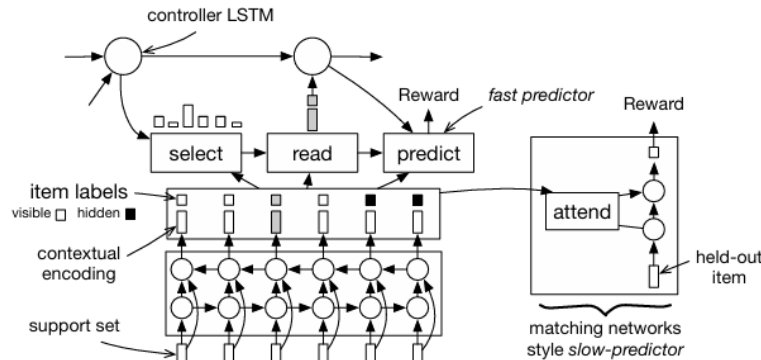 controller LSTM
Reward
fast predictor
Reward
select
read
predict
item labels
visible
hidden
attend
contextual
encoding
held-out
item
support set
matching networks
style slow-predictor